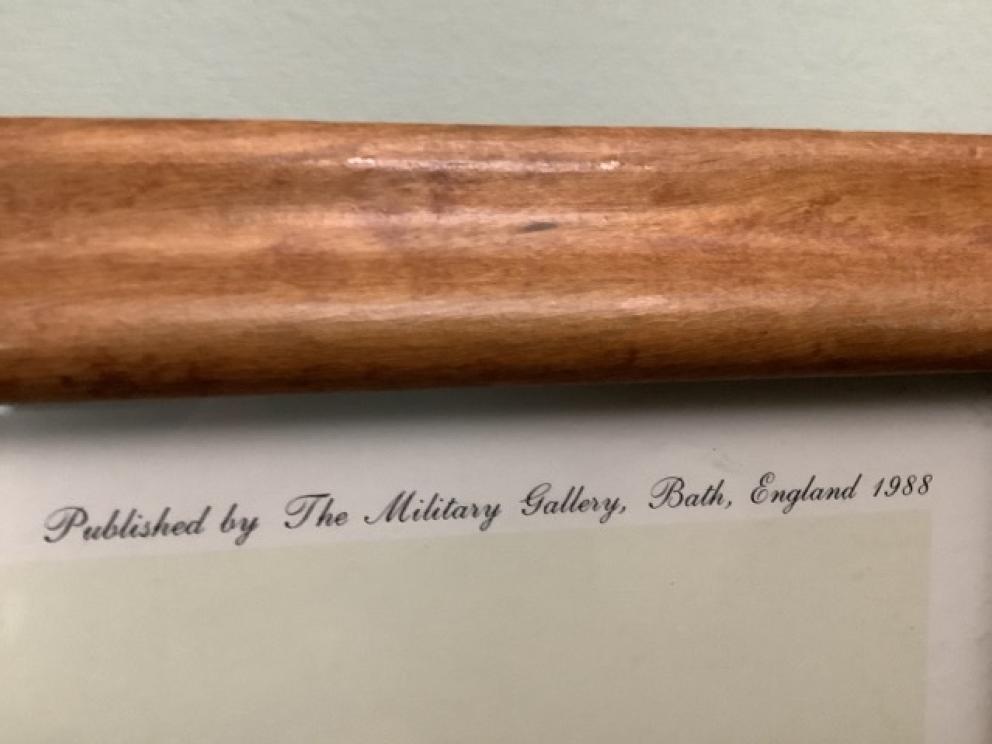 Published by The Military Gallery, Bath, England 1988